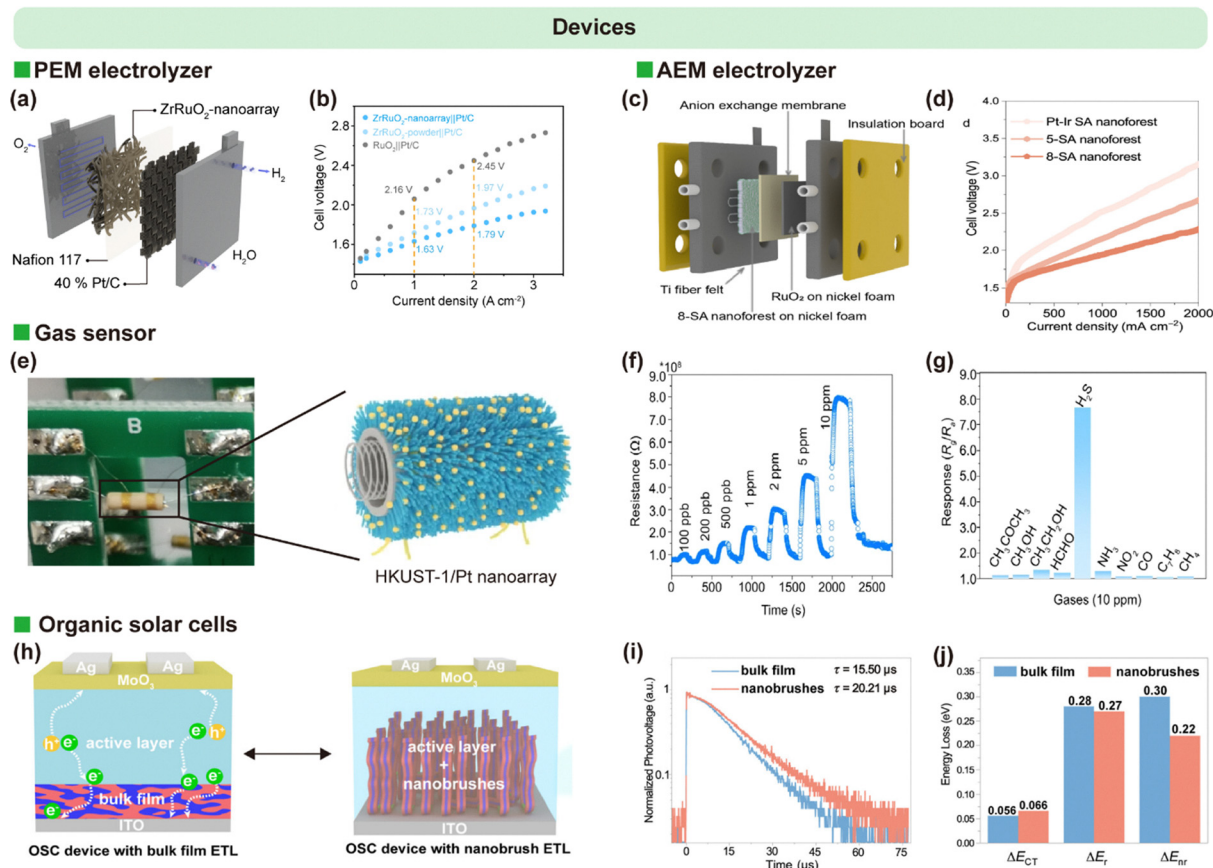 Devices
PEM electrolyzer
(a)
ZrRuO₂-nanoarray
O₂
H₂
H₂O
Nafion 117
40 % Pt/C
(b)
ZrRuO₂-nanoarray||Pt/C
ZrRuO₂-powder||Pt/C
RuO₂||Pt/C
2.8
2.4
2.0
1.6
2.16 V
1.73 V
1.63 V
2.45 V
1.97 V
1.79 V
Cell voltage (V)
0 1 2 3
Current density (A cm⁻²)
AEM electrolyzer
(c)
Anion exchange membrane
Insulation board
Ti fiber felt
RuO₂ on nickel foam
8-SA nanoforest on nickel foam
(d)
d
4.0
3.5
3.0
2.5
2.0
1.5
Pt-Ir SA nanoforest
5-SA nanoforest
8-SA nanoforest
Cell voltage (V)
0 500 1000 1500 2000
Current density (mA cm⁻²)
Gas sensor
(e)
B
HKUST-1/Pt nanoarray
(f)
*10⁸
9.0
8.0
7.0
6.0
5.0
4.0
3.0
2.0
1.0
0.0
Resistance (Ω)
100 ppb
200 ppb
500 ppb
1 ppm
2 ppm
5 ppm
10 ppm
0 500 1000 1500 2000 2500
Time (s)
(g)
9.0
8.0
7.0
6.0
5.0
4.0
3.0
2.0
1.0
Response (Rg/Ra)
CH₃COCH₃
CH₃OH
CH₃CH₂OH
HCHO
H₂S
NH₃
NO₂
CO
C₇H₈
CH₄
Gases (10 ppm)
Organic solar cells
(h)
Ag Ag
MoO₃
h⁺ e⁻
h⁺
e⁻
active layer
e⁻
e⁻ e⁻
bulk film
e⁻
ITO
OSC device with bulk film ETL
Ag Ag
MoO₃
active layer
+
nanobrushes
ITO
OSC device with nanobrush ETL
(i)
bulk film τ = 15.50 µs
nanobrushes τ = 20.21 µs
1
0.1
Normalized Photovoltage (a.u.)
0 15 30 45 60 75
Time (µs)
(j)
bulk film
nanobrushes
0.40
0.35
0.30
0.25
0.20
0.15
0.10
0.05
0.00
Energy Loss (eV)
0.056
0.066
0.28
0.27
0.30
0.22
ΔE_CT ΔE_r ΔE_nr